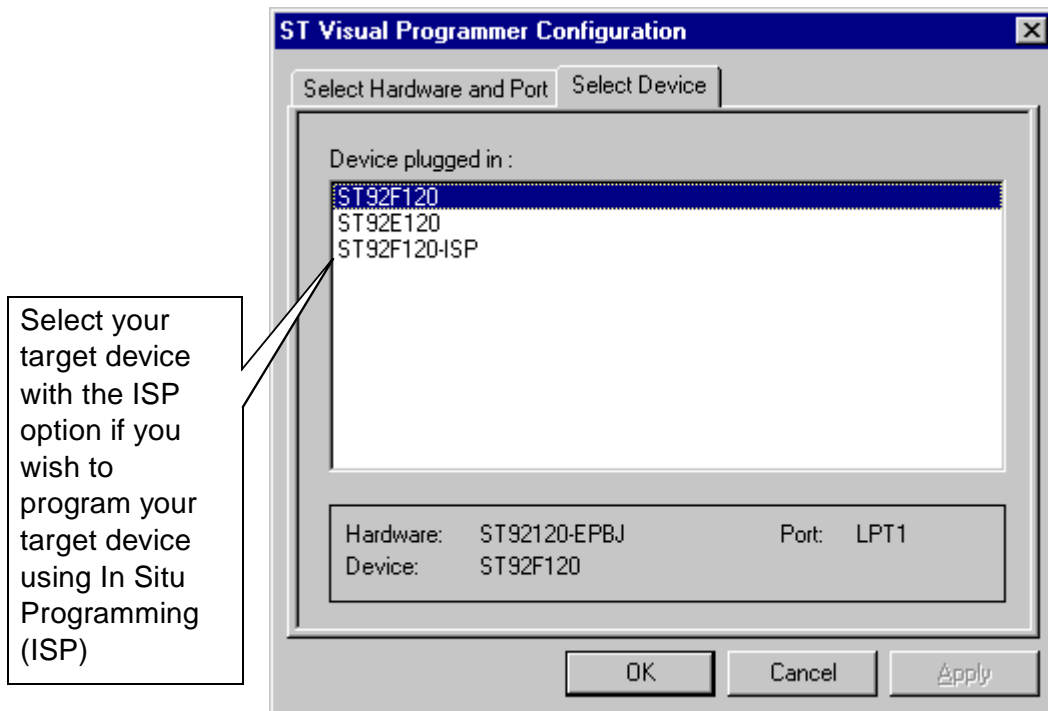 ST Visual Programmer Configuration
Select Hardware and Port
Select Device
Device plugged in :
ST92F120
ST92E120
ST92F120-ISP
Select your
target device
with the ISP
option if you
wish to
program your
target device
using In Situ
Programming
(ISP)
Hardware: ST92120-EPBJ Port: LPT1
Device: ST92F120
OK Cancel Apply